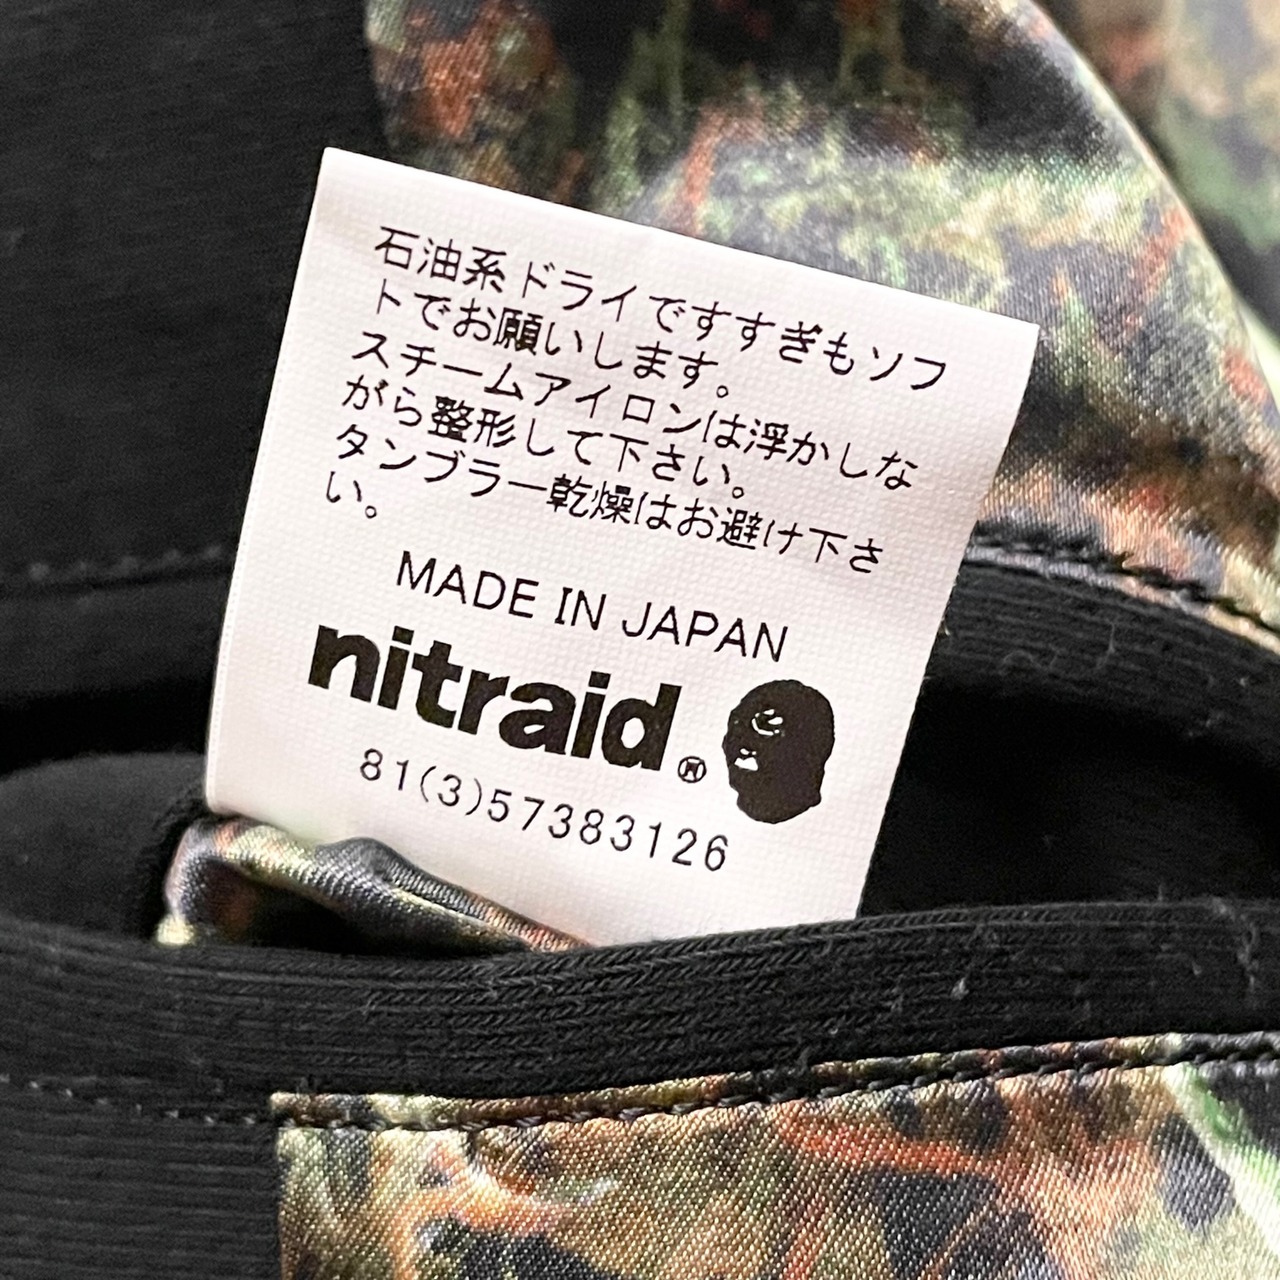 石油系ドライですすぎもソフ
トでお願いします。
スチームアイロンは浮かしな
がら整形して下さい。
タンブラー乾燥はお避け下さ
い。
MADE IN JAPAN
nitraid®
81(3)57383126